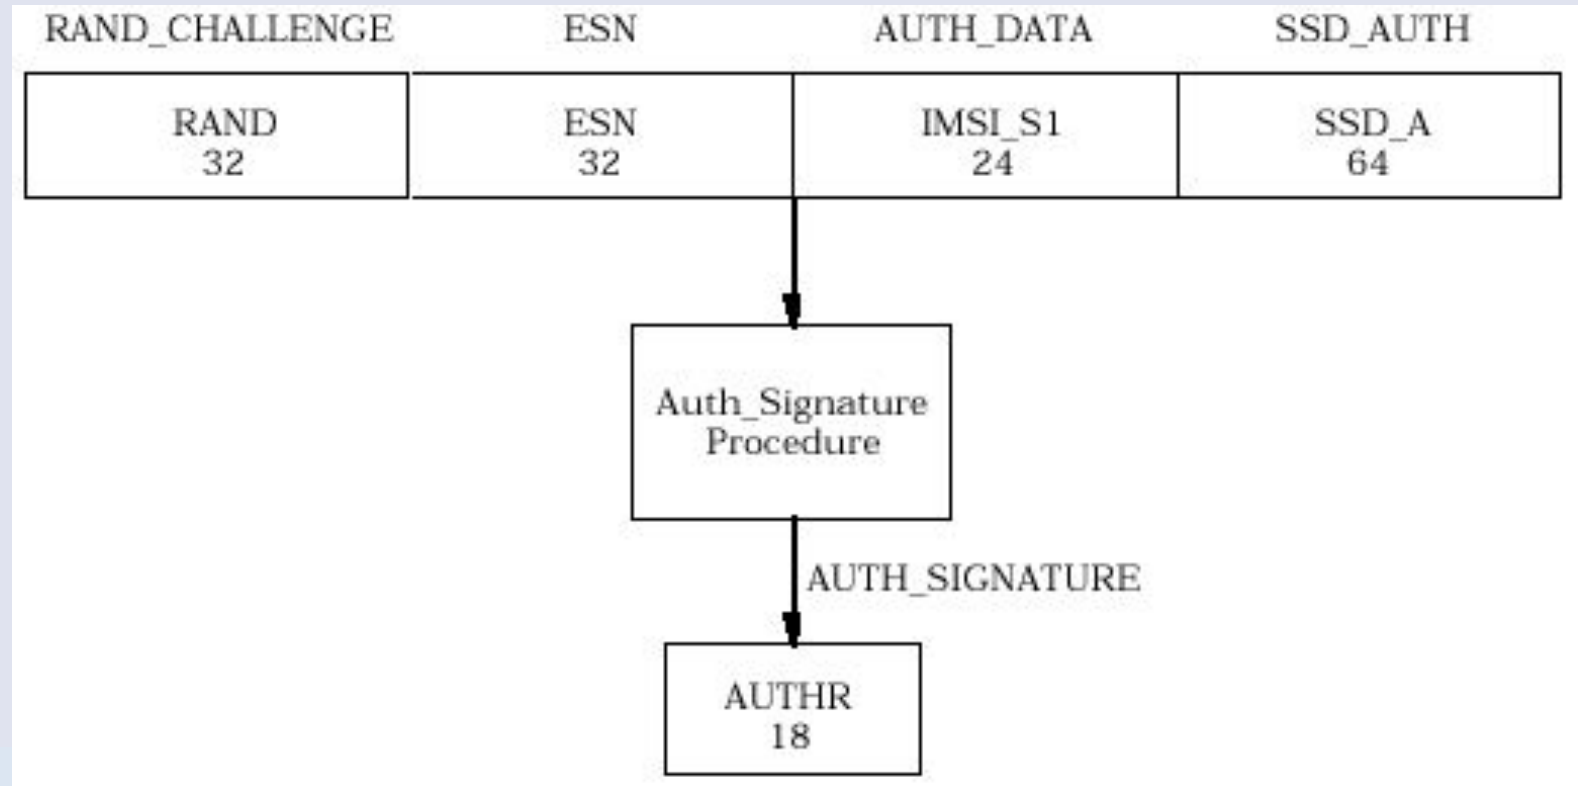 RAND_CHALLENGE ESN AUTH_DATA SSD_AUTH
RAND ESN IMSI_S1 SSD_A
32 32 24 64
Auth_Signature
Procedure
AUTH_SIGNATURE
AUTHR
18